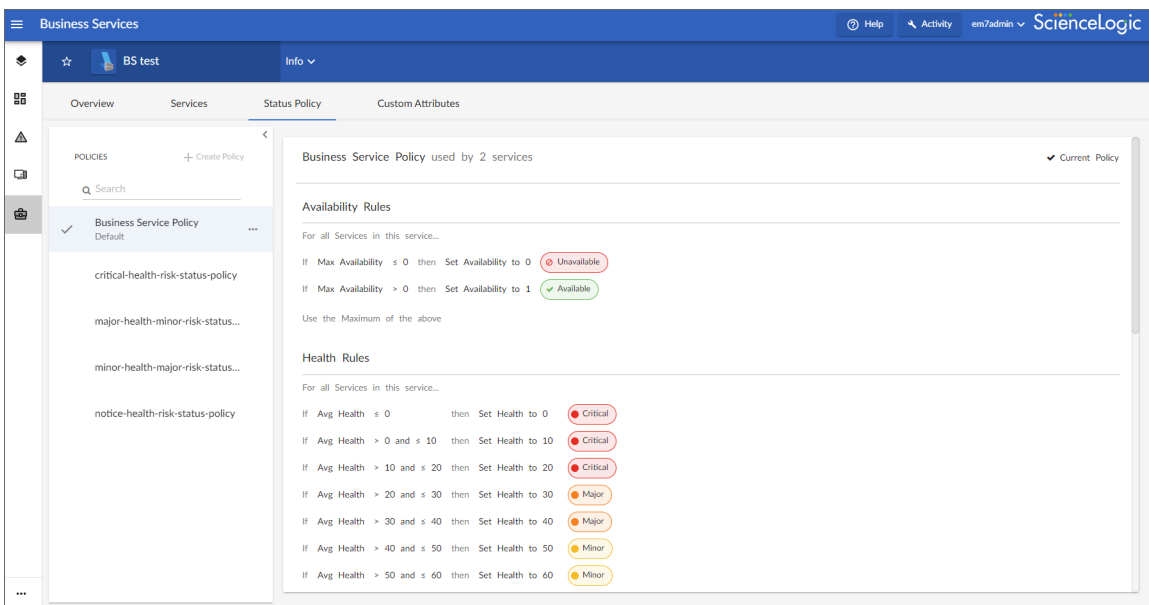 Business Services
Help
Activity
em7admin
ScienceLogic
BS test
Info
Overview
Services
Status Policy
Custom Attributes
POLICIES
Create Policy
Search
Business Service Policy
Default
critical-health-risk-status-policy
major-health-minor-risk-status...
minor-health-major-risk-status...
notice-health-risk-status-policy
Business Service Policy used by 2 services
Current Policy
Availability Rules
For all Services in this service...
If Max Availability ≤ 0 then Set Availability to 0 Unavailable
If Max Availability > 0 then Set Availability to 1 Available
Use the Maximum of the above
Health Rules
For all Services in this service...
If Avg Health ≤ 0 then Set Health to 0 Critical
If Avg Health > 0 and ≤ 10 then Set Health to 10 Critical
If Avg Health > 10 and ≤ 20 then Set Health to 20 Critical
If Avg Health > 20 and ≤ 30 then Set Health to 30 Major
If Avg Health > 30 and ≤ 40 then Set Health to 40 Major
If Avg Health > 40 and ≤ 50 then Set Health to 50 Minor
If Avg Health > 50 and ≤ 60 then Set Health to 60 Minor